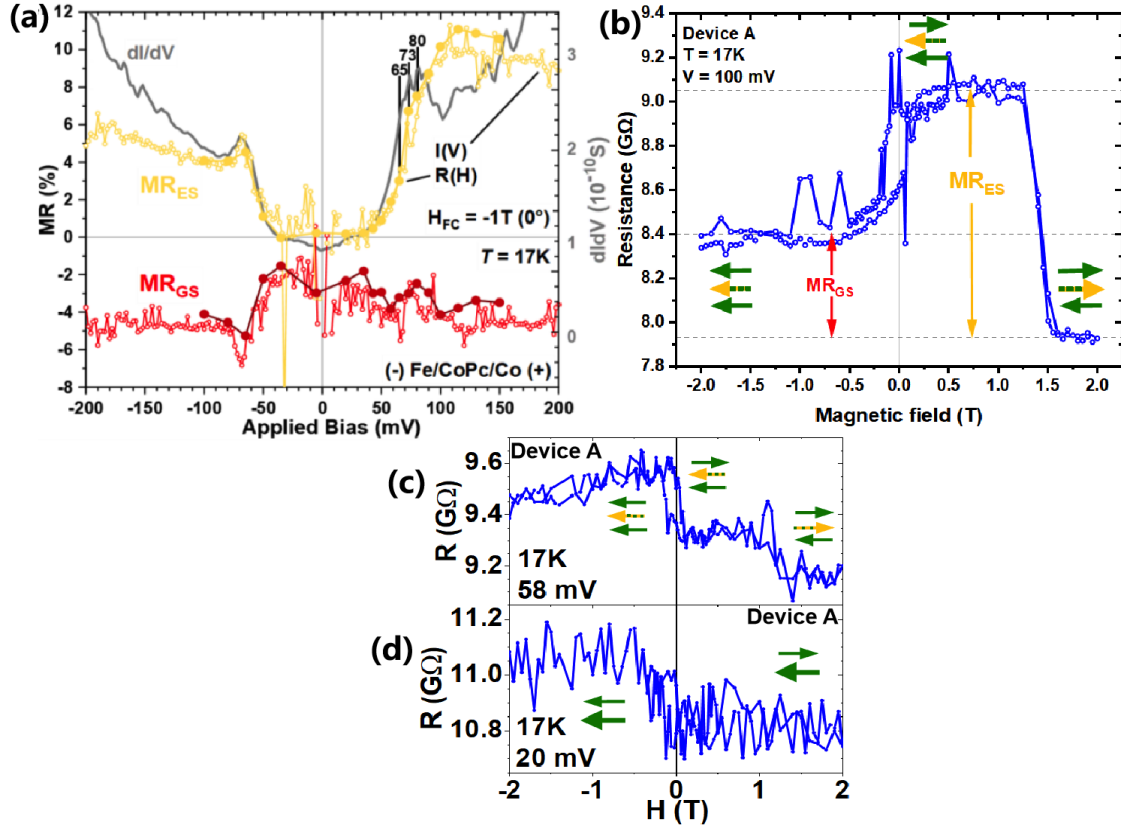 (a)
12
10
8
6
4
2
0
-2
-4
-6
-8
MR (%)
dI/dV
80
73
65
I(V)
R(H)
MR_ES
H_FC = -1T (0°)
T = 17K
MR_GS
(-) Fe/CoPc/Co (+)
3
2
1
0
dIdV (10⁻¹⁰S)
-200 -150 -100 -50 0 50 100 150 200
Applied Bias (mV)
(b)
9.4
9.2
9.0
8.8
8.6
8.4
8.2
8.0
7.8
Resistance (GΩ)
Device A
T = 17K
V = 100 mV
MR_ES
MR_GS
-2.0 -1.5 -1.0 -0.5 0.0 0.5 1.0 1.5 2.0
Magnetic field (T)
(c)
Device A
9.6
9.4
9.2
R (GΩ)
17K
58 mV
(d)
Device A
11.2
11.0
10.8
R (GΩ)
17K
20 mV
-2 -1 0 1 2
H (T)